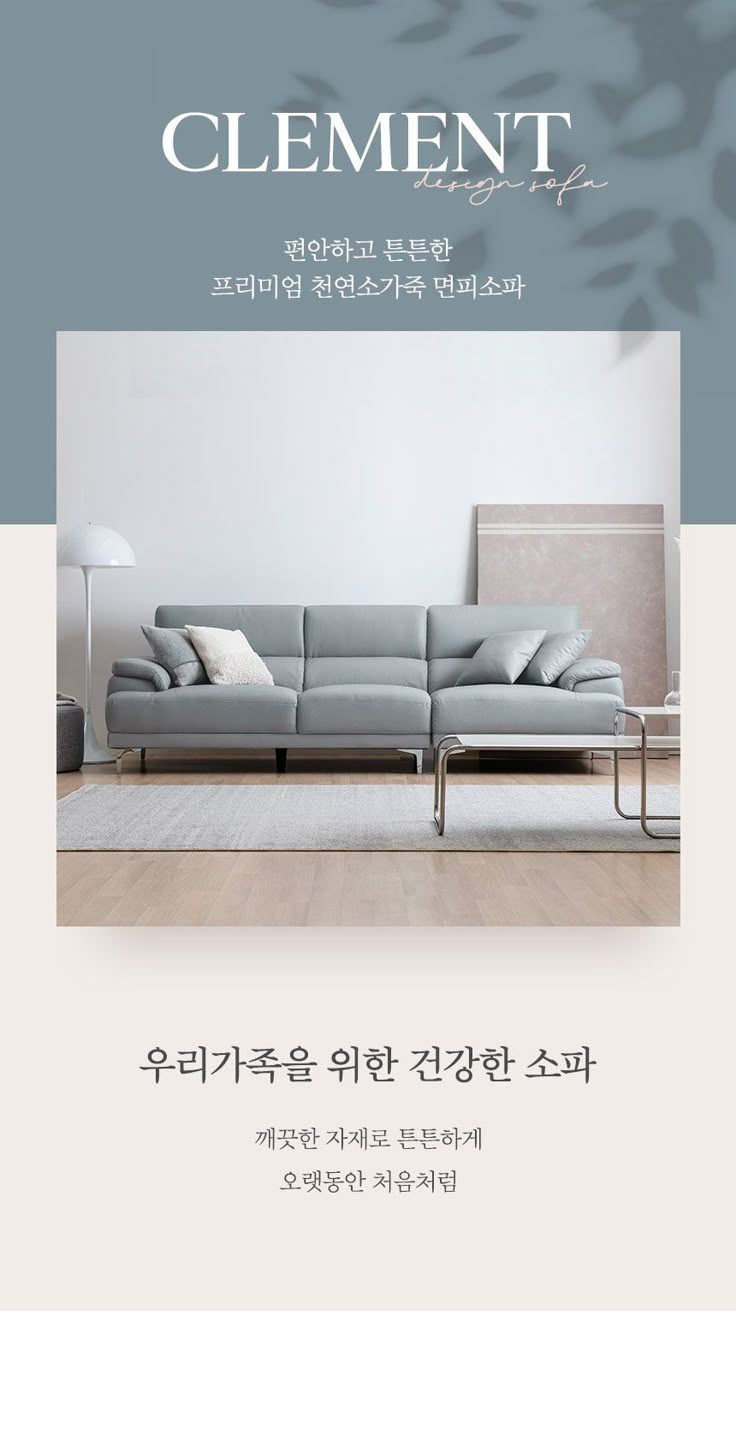 CLEMENT
design sofa
편안하고 튼튼한
프리미엄 천연소가죽 면피소파
우리가족을 위한 건강한 소파
깨끗한 자재로 튼튼하게
오랫동안 처음처럼